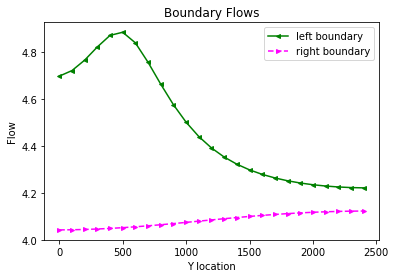 Boundary Flows
left boundary
right boundary
4.8
4.6
4.4
4.2
4.0
Flow
0
500
1000
1500
2000
2500
Y location